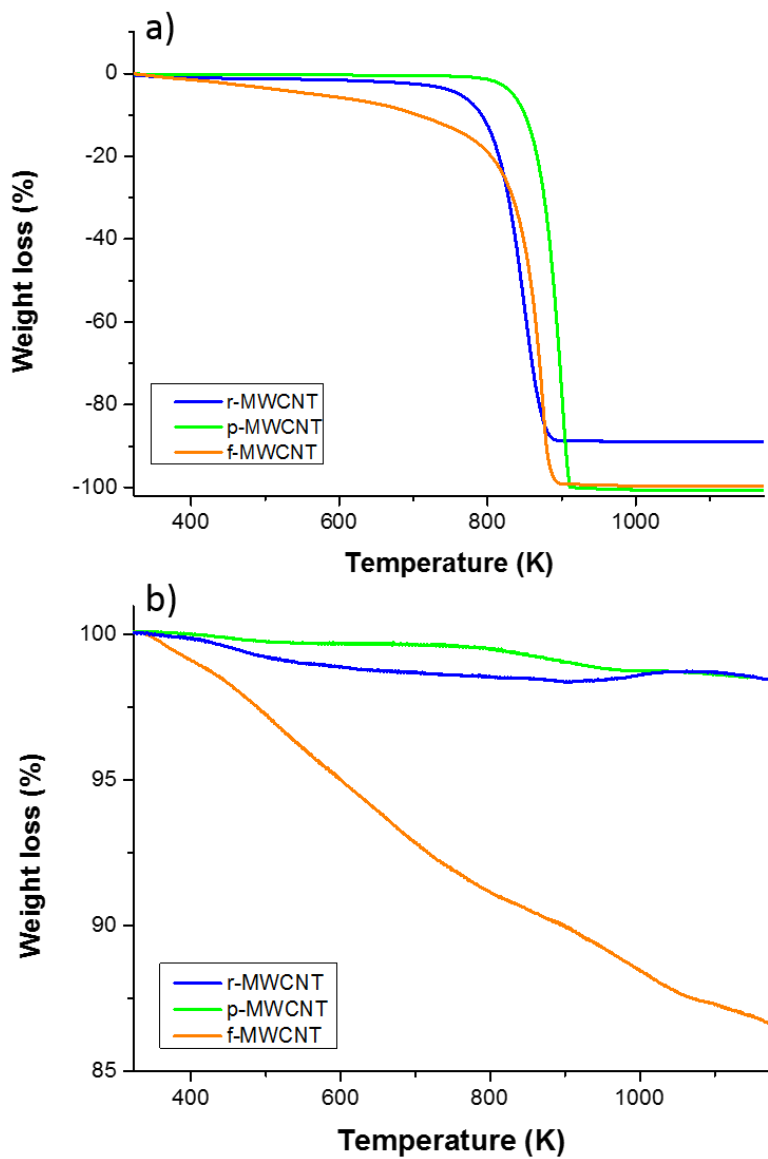 a)
0
-20
-40
-60
-80
-100
Weight loss (%)
r-MWCNT
p-MWCNT
f-MWCNT
400 600 800 1000
Temperature (K)
b)
100
95
90
85
Weight loss (%)
r-MWCNT
p-MWCNT
f-MWCNT
400 600 800 1000
Temperature (K)